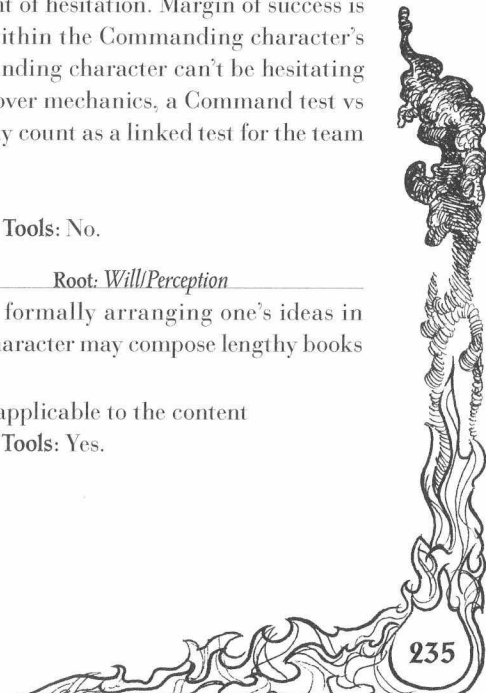 nt of hesitation. Margin of success is
ithin the Commanding character's
nding character can't be hesitating
over mechanics, a Command test vs
y count as a linked test for the team
Tools: No.
Root: Will/Perception
formally arranging one's ideas in
haracter may compose lengthy books
applicable to the content
Tools: Yes.
235